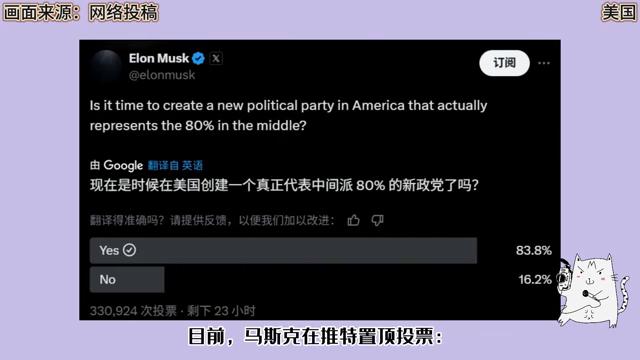 画面来源：网络投稿
美国
Elon Musk X
@elonmusk
订阅
Is it time to create a new political party in America that actually
represents the 80% in the middle?
由 Google 翻译自 英语
现在是时候在美国创建一个真正代表中间派 80% 的新政党了吗？
翻译得准确吗？请提供反馈，以便我们加以改进：
Yes 83.8%
No 16.2%
330,924 次投票 · 剩下 23 小时
目前，马斯克在推特置顶投票：